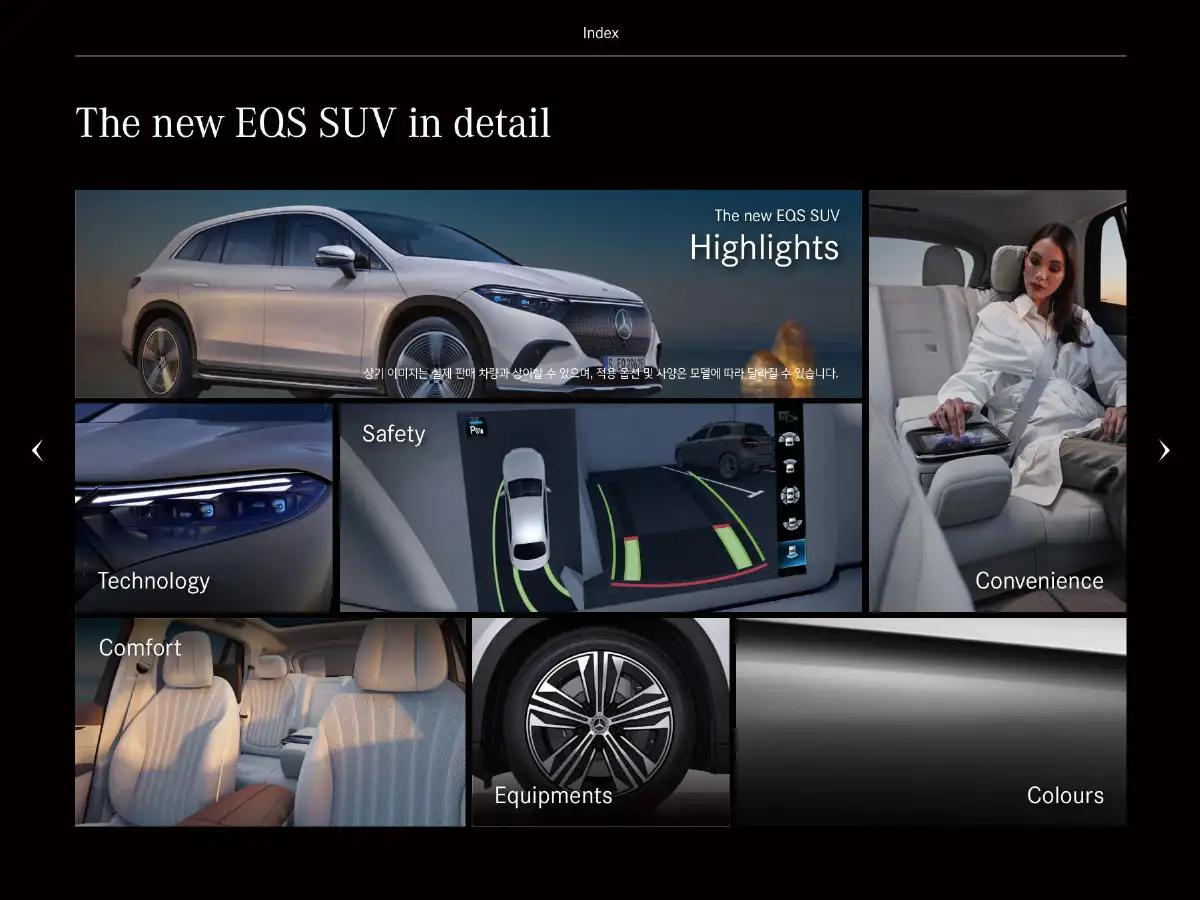 Index
The new EQS SUV in detail
The new EQS SUV
Highlights
상기 이미지는 실제 판매 차량과 상이할 수 있으며, 적용 옵션 및 사양은 모델에 따라 달라질 수 있습니다.
Safety
Technology
Convenience
Comfort
Equipments
Colours